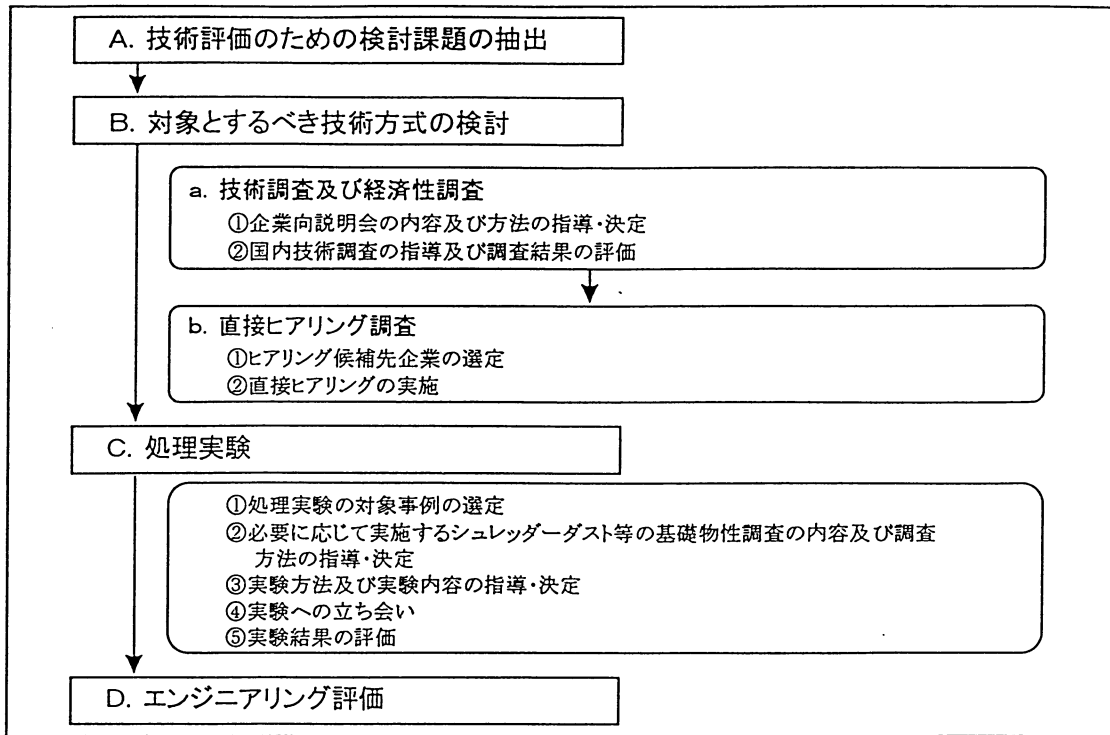 A. 技術評価のための検討課題の抽出
B. 対象とするべき技術方式の検討
a. 技術調査及び経済性調査
①企業向説明会の内容及び方法の指導・決定
②国内技術調査の指導及び調査結果の評価
b. 直接ヒアリング調査
①ヒアリング候補先企業の選定
②直接ヒアリングの実施
C. 処理実験
①処理実験の対象事例の選定
②必要に応じて実施するシュレッダーダスト等の基礎物性調査の内容及び調査
方法の指導・決定
③実験方法及び実験内容の指導・決定
④実験への立ち会い
⑤実験結果の評価
D. エンジニアリング評価